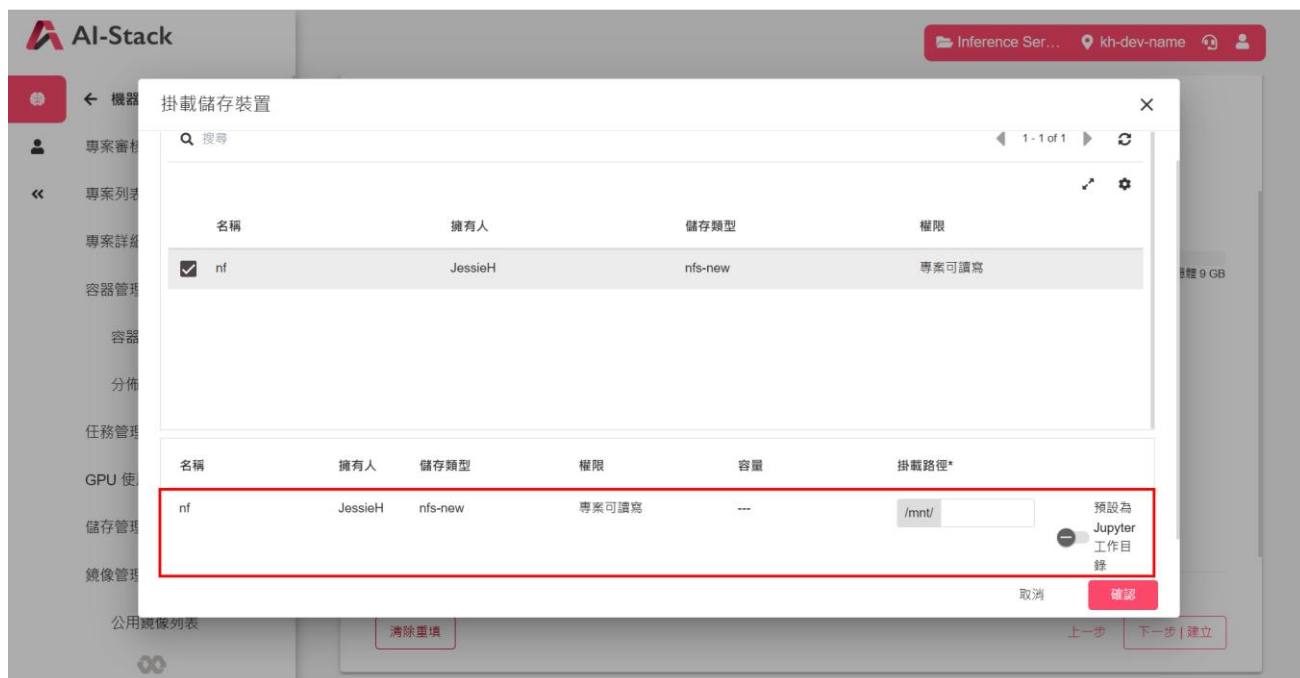 AI-Stack
Inference Ser... kh-dev-name
機器
專案審核
專案列表
專案詳細
容器管理
容器
分佈
任務管理
GPU 使
儲存管理
鏡像管理
公用鏡像列表
掛載儲存裝置
搜尋 1 - 1 of 1
名稱 擁有人 儲存類型 權限
nf JessieH nfs-new 專案可讀寫
名稱 擁有人 儲存類型 權限 容量 掛載路徑*
nf JessieH nfs-new 專案可讀寫 --- /mnt/ 預設為
Jupyter
工作目
錄
取消 確認
9 GB
清除重填 上一步 下一步 | 建立